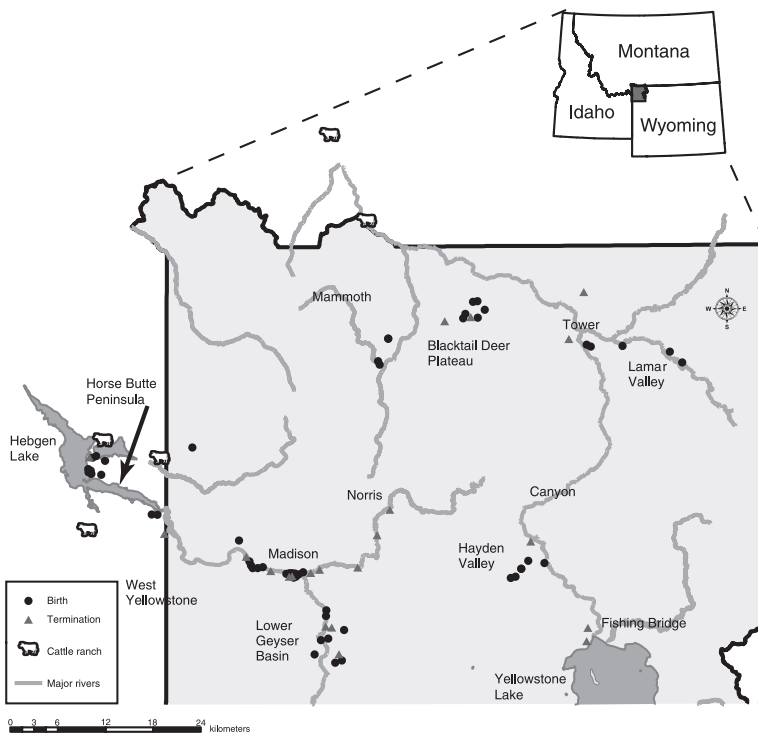 Montana
Idaho
Wyoming
N
W E
S
Mammoth
Tower
Blacktail Deer
Plateau
Lamar
Valley
Horse Butte
Peninsula
Hebgen
Lake
Norris
Canyon
Madison
Hayden
Valley
West
Yellowstone
Lower
Geyser
Basin
Fishing Bridge
Yellowstone
Lake
Birth
Termination
Cattle ranch
Major rivers
0 3 6 12 18 24
kilometers